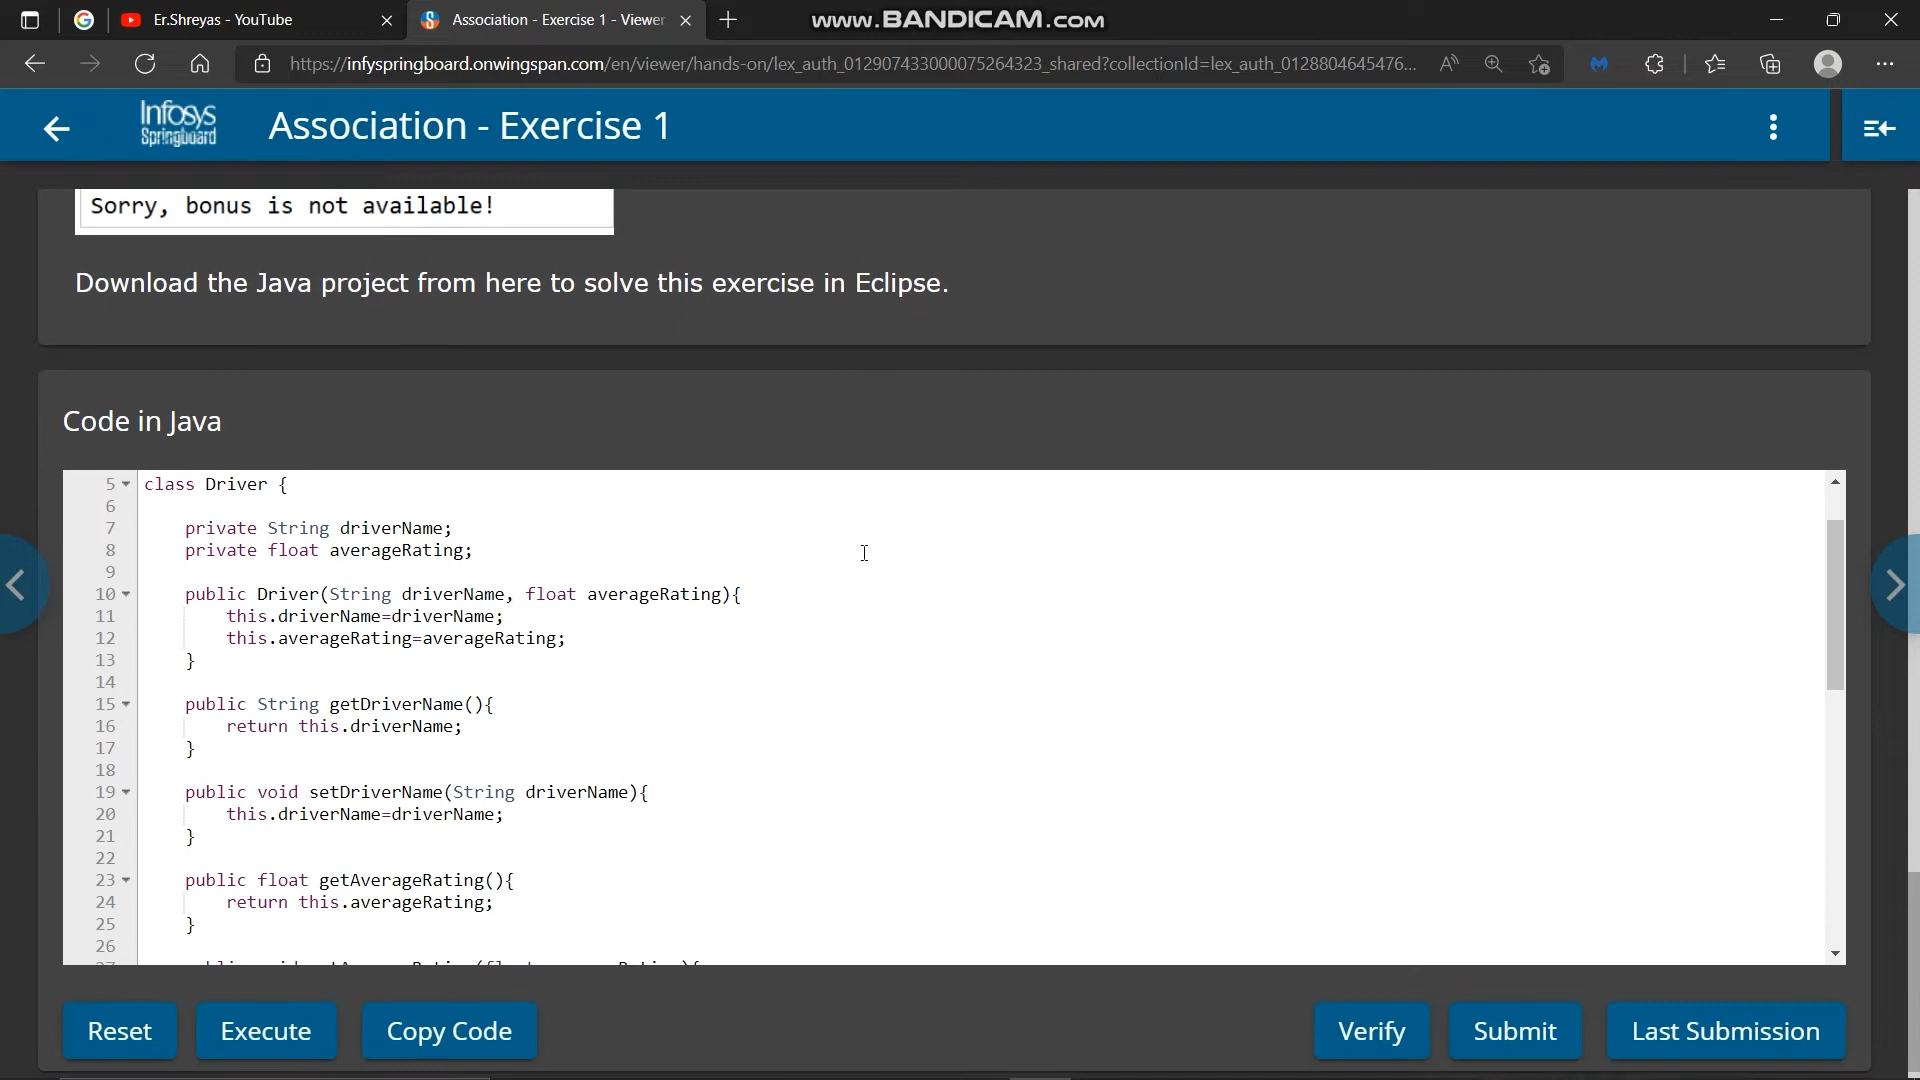 Er.Shreyas - YouTube
Association - Exercise 1 - Viewer
www.BANDICAM.com
https://infyspringboard.onwingspan.com/en/viewer/hands-on/lex_auth_012907433000075264323_shared?collectionId=lex_auth_0128804645476...
Infosys
Springboard
Association - Exercise 1
Sorry, bonus is not available!
Download the Java project from here to solve this exercise in Eclipse.
Code in Java
5 class Driver {
6
7 private String driverName;
8 private float averageRating;
9
10 public Driver(String driverName, float averageRating){
11 this.driverName=driverName;
12 this.averageRating=averageRating;
13 }
14
15 public String getDriverName(){
16 return this.driverName;
17 }
18
19 public void setDriverName(String driverName){
20 this.driverName=driverName;
21 }
22
23 public float getAverageRating(){
24 return this.averageRating;
25 }
26
Reset
Execute
Copy Code
Verify
Submit
Last Submission